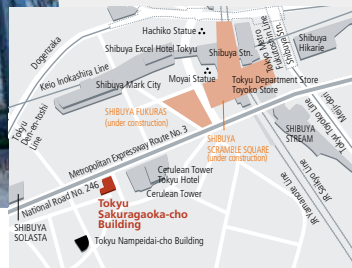 Hachiko Statue
Dogenzaka
Shibuya Excel Hotel Tokyu
Shibuya Stn.
Tokyo Metro
Fukutoshin Line
Shibuya
Hikarie
Keio Inokashira Line
Moyai Statue
Shibuya Mark City
Tokyu Department Store
Toyoko Store
Tokyu
Den-en-toshi
Line
SHIBUYA FUKURAS
(under construction)
Tokyu Toyoko Line
Meiji-dori
Metropolitan Expressway Route No. 3
SHIBUYA
SCRAMBLE SQUARE
(under construction)
SHIBUYA
STREAM
JR Saikyo Line
JR Yamanote Line
Cerulean Tower
Tokyu Hotel
Cerulean Tower
National Road No. 246
Tokyu
Sakuragaoka-cho
Building
SHIBUYA
SOLASTA
Tokyu Nampeidai-cho Building